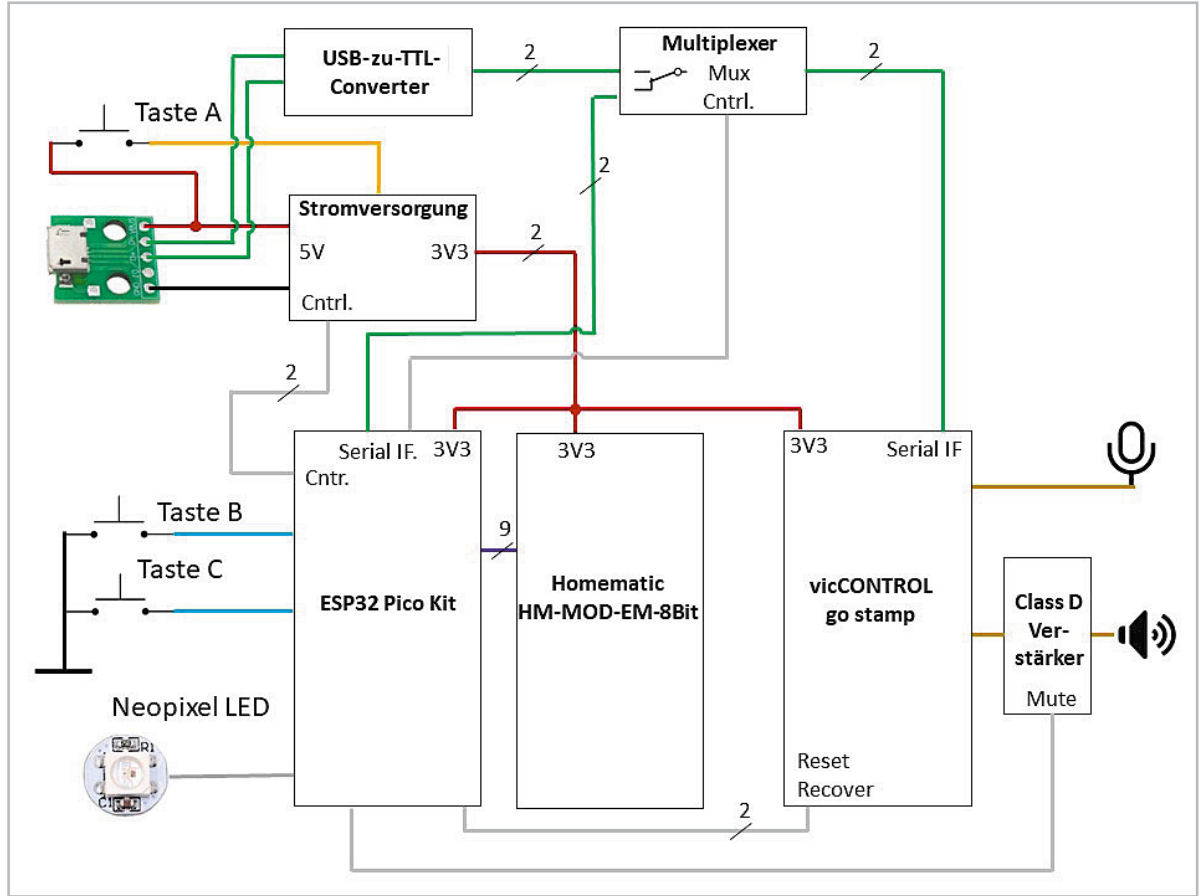 USB-zu-TTL-
Converter
2
Multiplexer
Mux
Cntrl.
2
Taste A
2
Stromversorgung
5V
3V3
Cntrl.
2
2
Serial IF.
3V3
Cntr.
3V3
3V3
Serial IF
Taste B
Taste C
9
ESP32 Pico Kit
Homematic
HM-MOD-EM-8Bit
vicCONTROL
go stamp
Class D
Ver-
stärker
Mute
Neopixel LED
R1
C1
Reset
Recover
2